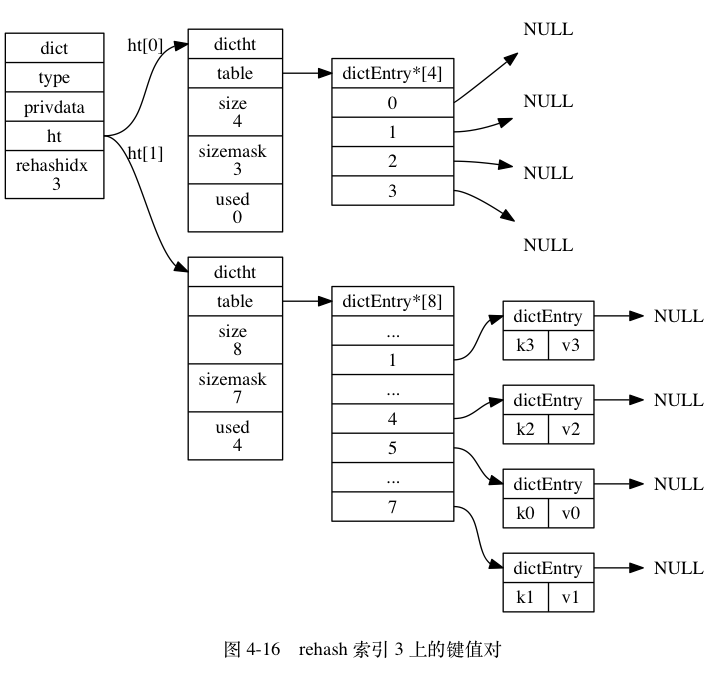 dict
type
privdata
ht
rehashidx
3
ht[0]
ht[1]
dictht
table
size
4
sizemask
3
used
0
dictEntry*[4]
0
1
2
3
NULL
NULL
NULL
NULL
dictht
table
size
8
sizemask
7
used
4
dictEntry*[8]
...
1
...
4
5
...
7
dictEntry
k3 v3
NULL
dictEntry
k2 v2
NULL
dictEntry
k0 v0
NULL
dictEntry
k1 v1
NULL
图 4-16 rehash 索引 3 上的键值对